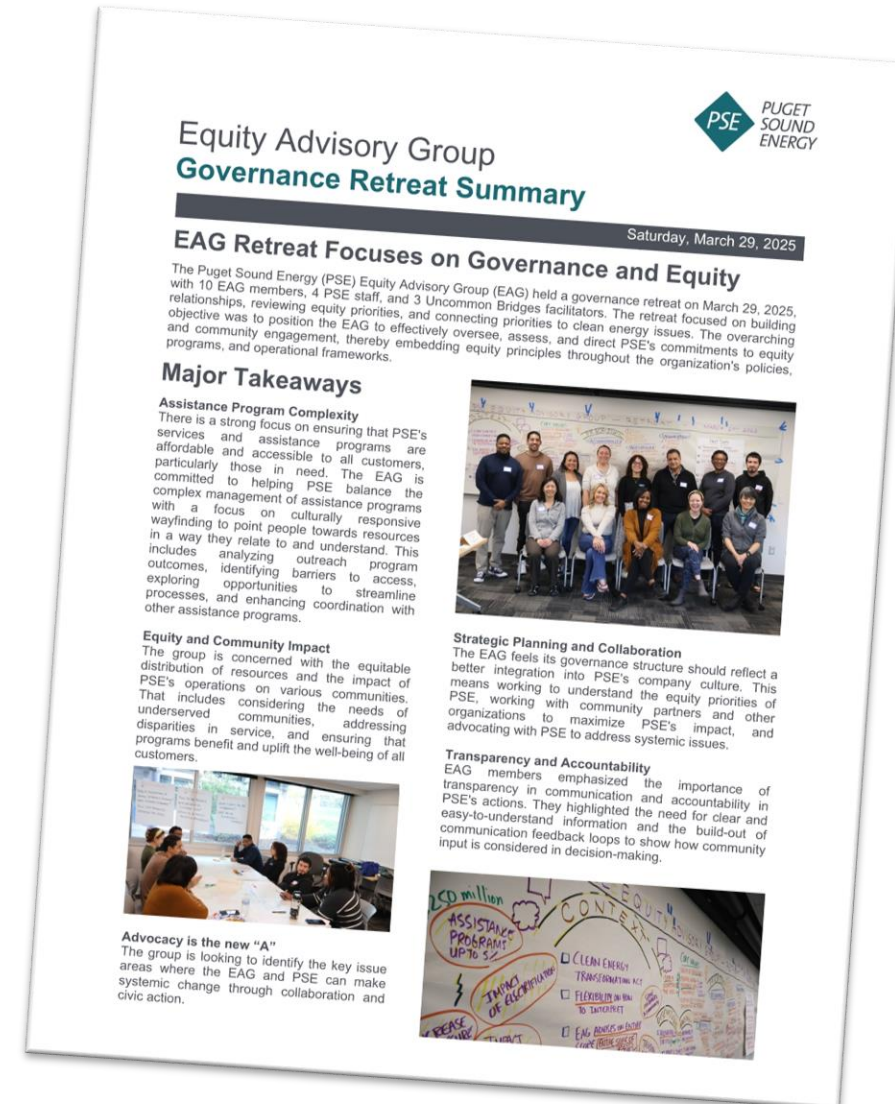 PSE
PUGET
SOUND
ENERGY
Equity Advisory Group
Governance Retreat Summary
Saturday, March 29, 2025
EAG Retreat Focuses on Governance and Equity
The Puget Sound Energy (PSE) Equity Advisory Group (EAG) held a governance retreat on March 29, 2025,
with 10 EAG members, 4 PSE staff, and 3 Uncommon Bridges facilitators. The retreat focused on building
relationships, reviewing equity priorities, and connecting priorities to clean energy issues. The overarching
objective was to position the EAG to effectively oversee, assess, and direct PSE's commitments to equity
and community engagement, thereby embedding equity principles throughout the organization's policies,
programs, and operational frameworks.
Major Takeaways
Assistance Program Complexity
There is a strong focus on ensuring that PSE's
services and assistance programs are
affordable and accessible to all customers,
particularly those in need. The EAG is
committed to helping PSE balance the
complex management of assistance programs
with a focus on culturally responsive
wayfinding to point people towards resources
in a way they relate to and understand. This
includes analyzing outreach program
outcomes, identifying barriers to access,
exploring opportunities to streamline
processes, and enhancing coordination with
other assistance programs.
Equity and Community Impact
The group is concerned with the equitable
distribution of resources and the impact of
PSE's operations on various communities.
That includes considering the needs of
underserved communities, addressing
disparities in service, and ensuring that
programs benefit and uplift the well-being of all
customers.
Advocacy is the new “A”
The group is looking to identify the key issue
areas where the EAG and PSE can make
systemic change through collaboration and
civic action.
Strategic Planning and Collaboration
The EAG feels its governance structure should reflect a
better integration into PSE's company culture. This
means working to understand the equity priorities of
PSE, working with community partners and other
organizations to maximize PSE's impact, and
advocating with PSE to address systemic issues.
Transparency and Accountability
EAG members emphasized the importance of
transparency in communication and accountability in
PSE's actions. They highlighted the need for clear and
easy-to-understand information and the build-out of
communication feedback loops to show how community
input is considered in decision-making.
250 million
ASSISTANCE
PROGRAMS
UP TO 5%
IMPACT
OF ELECTRIFICATION
IMPACT
EQUITY ADVISORY
CONTEXT
CLEAN ENERGY
TRANSFORMATION ACT
FLEXIBILITY ON HOW
TO INTERPRET
EAG ADVISES ON